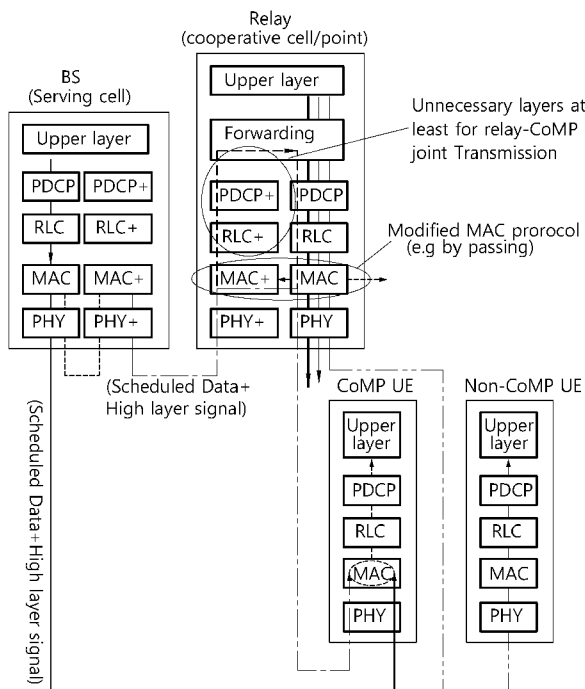 Relay
(cooperative cell/point)
BS
(Serving cell)
Upper layer
Upper layer
Forwarding
Unnecessary layers at
least for relay-CoMP
joint Transmission
PDCP
PDCP+
PDCP+
PDCP
RLC
RLC+
RLC+
RLC
Modified MAC prorocol
(e.g by passing)
MAC
MAC+
MAC+
MAC
PHY
PHY+
PHY+
PHY
(Scheduled Data+
High layer signal)
(Scheduled Data+High layer signal)
CoMP UE
Non-CoMP UE
Upper
layer
Upper
layer
PDCP
PDCP
RLC
RLC
MAC
MAC
PHY
PHY